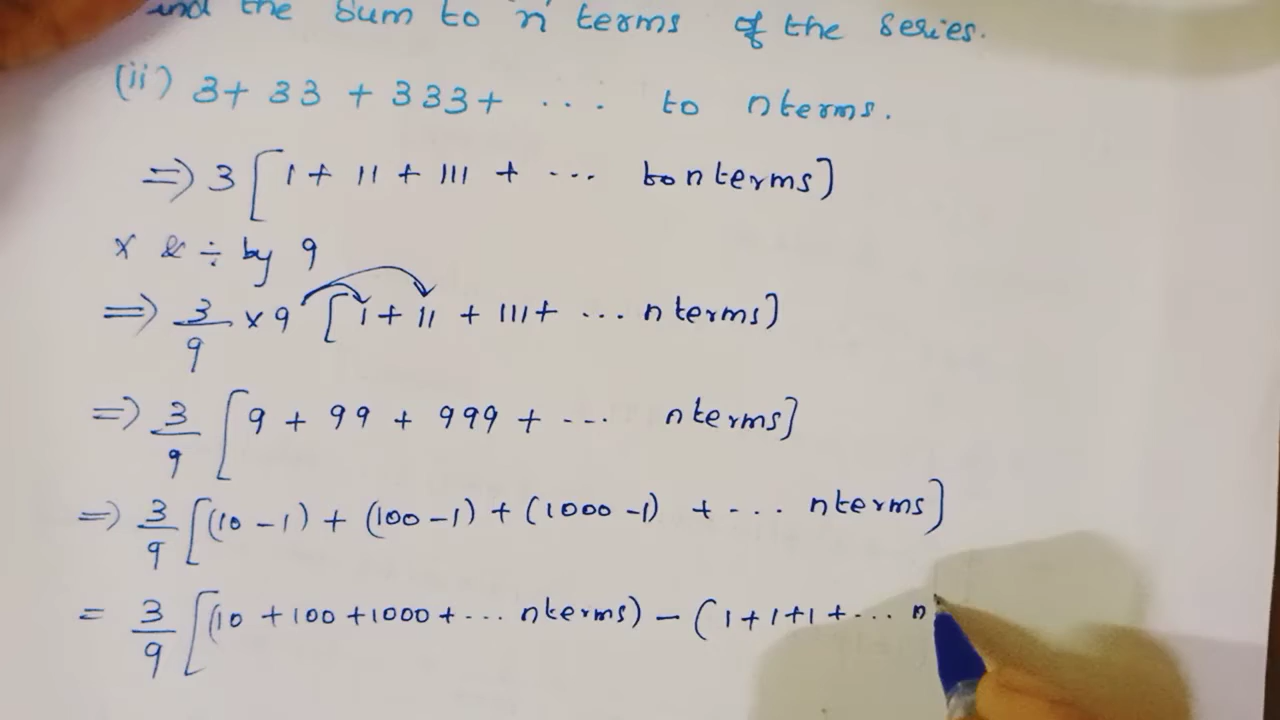 the sum to 'n' terms of the series.
(ii) 3 + 33 + 333 + ... to n terms.
=> 3 [ 1 + 11 + 111 + ... to n terms]
x & ÷ by 9
=> 3/9 x 9 [1 + 11 + 111 + ... n terms]
=> 3/9 [ 9 + 99 + 999 + ... n terms]
=> 3/9 [(10 - 1) + (100 - 1) + (1000 - 1) + ... n terms]
= 3/9 [(10 + 100 + 1000 + ... n terms) - (1 + 1 + 1 + ... n